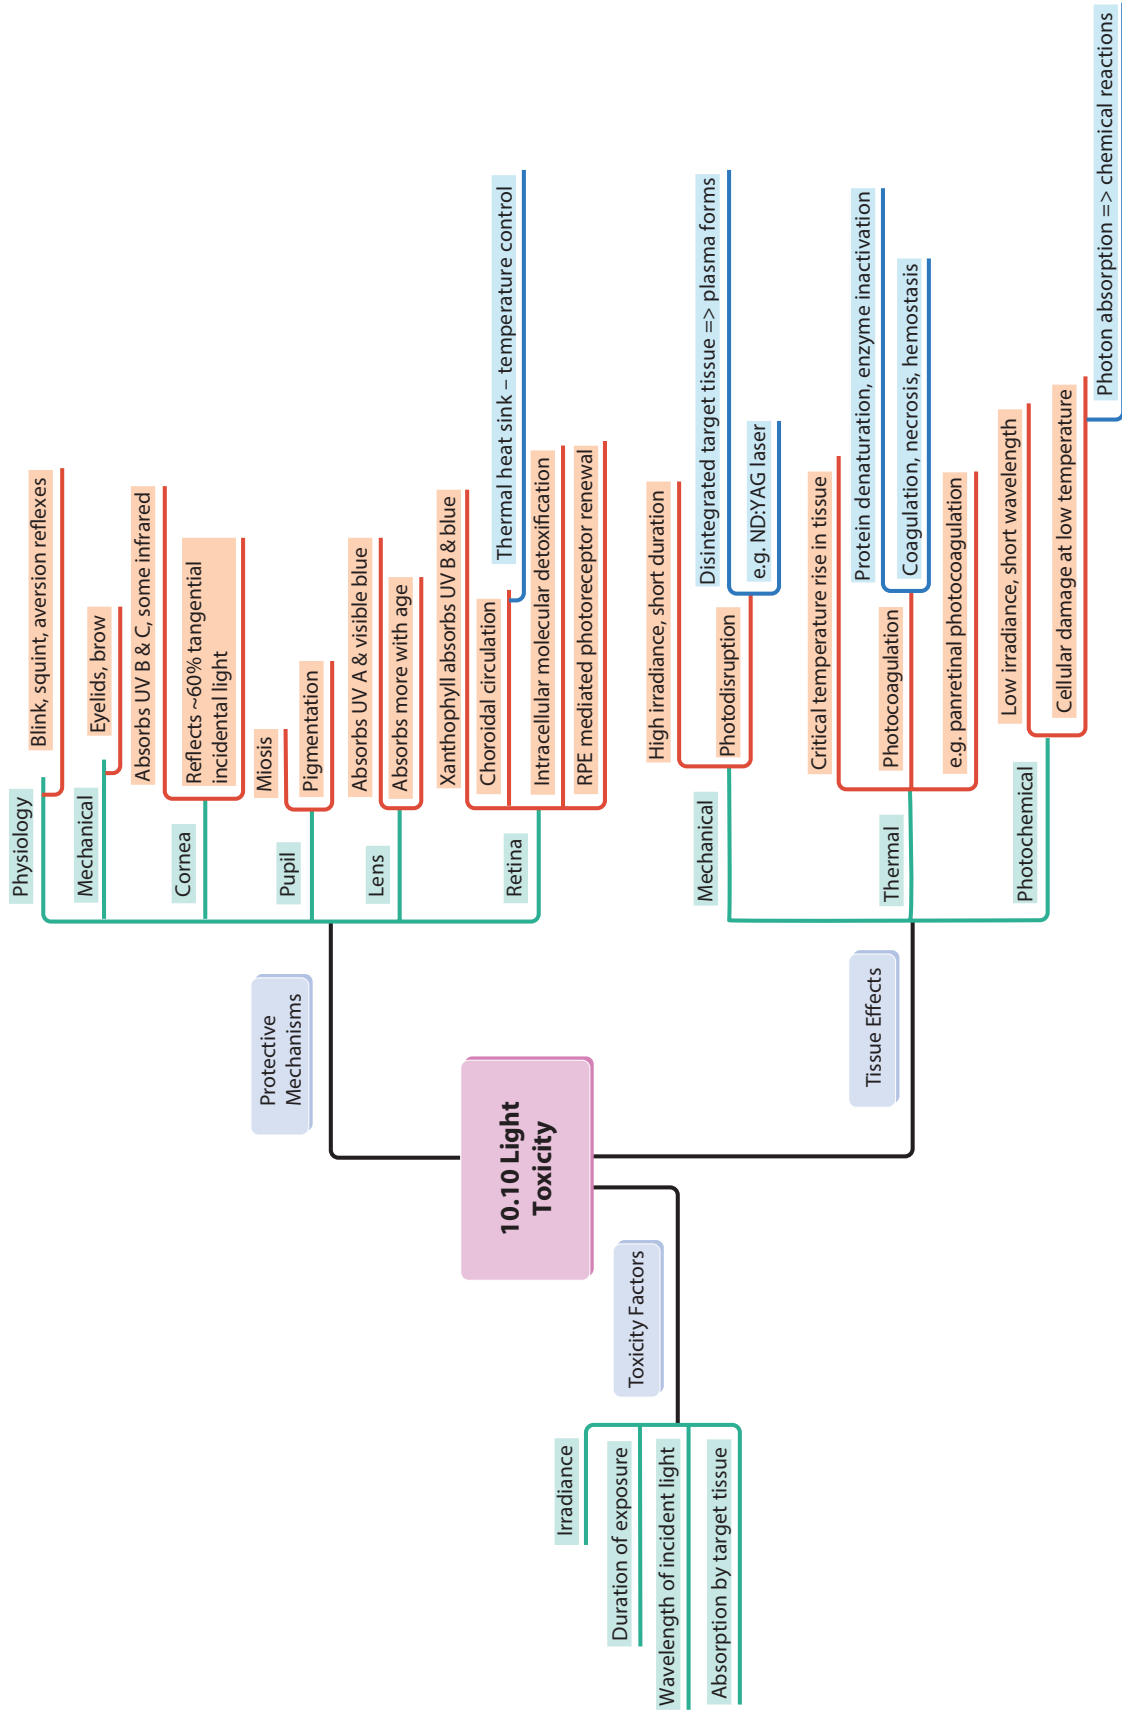 10.10 Light
Toxicity
Protective
Mechanisms
Physiology
Blink, squint, aversion reflexes
Mechanical
Eyelids, brow
Cornea
Absorbs UV B & C, some infrared
Reflects ~60% tangential
incidental light
Pupil
Miosis
Pigmentation
Lens
Absorbs UV A & visible blue
Absorbs more with age
Retina
Xanthophyll absorbs UV B & blue
Choroidal circulation
Thermal heat sink – temperature control
Intracellular molecular detoxification
RPE mediated photoreceptor renewal
Toxicity Factors
Irradiance
Duration of exposure
Wavelength of incident light
Absorption by target tissue
Tissue Effects
Mechanical
High irradiance, short duration
Photodisruption
Disintegrated target tissue => plasma forms
e.g. ND:YAG laser
Thermal
Critical temperature rise in tissue
Photocoagulation
Protein denaturation, enzyme inactivation
Coagulation, necrosis, hemostasis
e.g. panretinal photocoagulation
Photochemical
Low irradiance, short wavelength
Cellular damage at low temperature
Photon absorption => chemical reactions